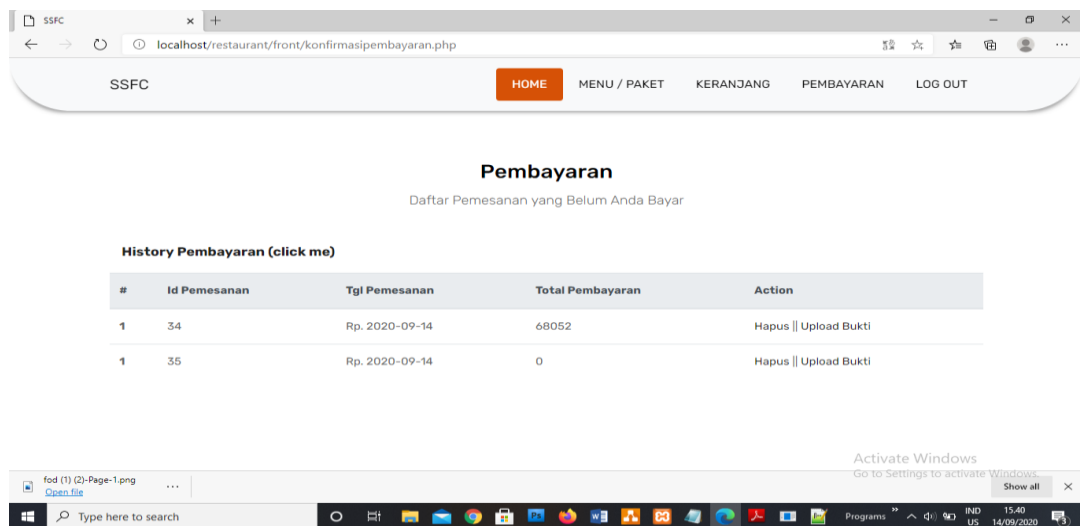 SSFC
localhost/restaurant/front/konfirmasipembayaran.php
SSFC HOME MENU / PAKET KERANJANG PEMBAYARAN LOG OUT
Pembayaran
Daftar Pemesanan yang Belum Anda Bayar
History Pembayaran (click me)
# Id Pemesanan Tgl Pemesanan Total Pembayaran Action
1 34 Rp. 2020-09-14 68052 Hapus || Upload Bukti
1 35 Rp. 2020-09-14 0 Hapus || Upload Bukti
Activate Windows
Go to Settings to activate Windows.
fod (1) (2)-Page-1.png
Open file
Show all
Type here to search
Programs
IND
US
15.40
14/09/2020